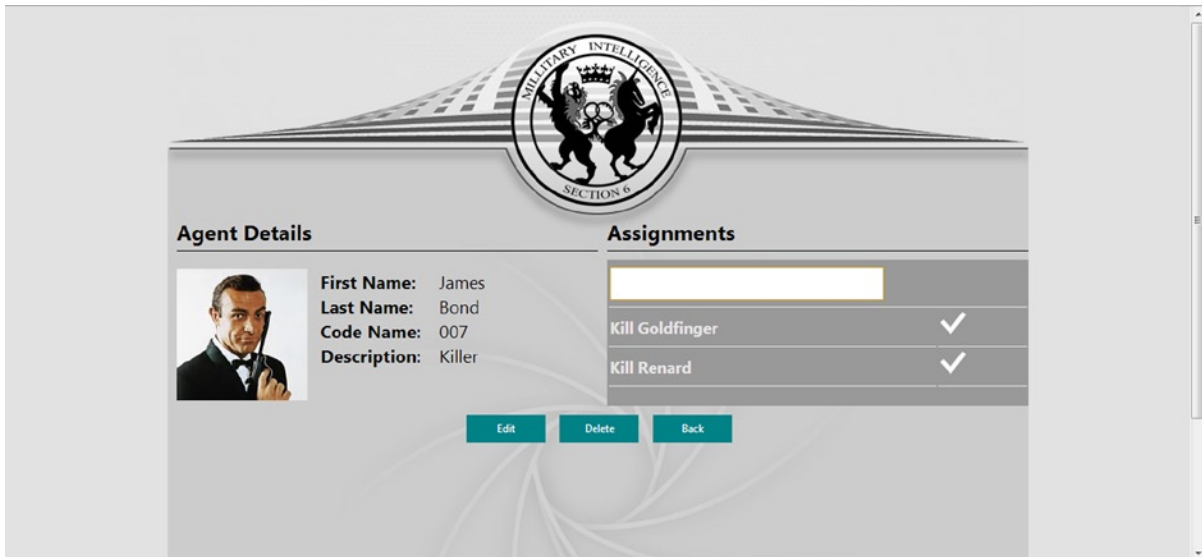 MILLITARY INTELLIGENCE
SECTION 6
Agent Details
First Name: James
Last Name: Bond
Code Name: 007
Description: Killer
Assignments
Kill Goldfinger
Kill Renard
Edit Delete Back